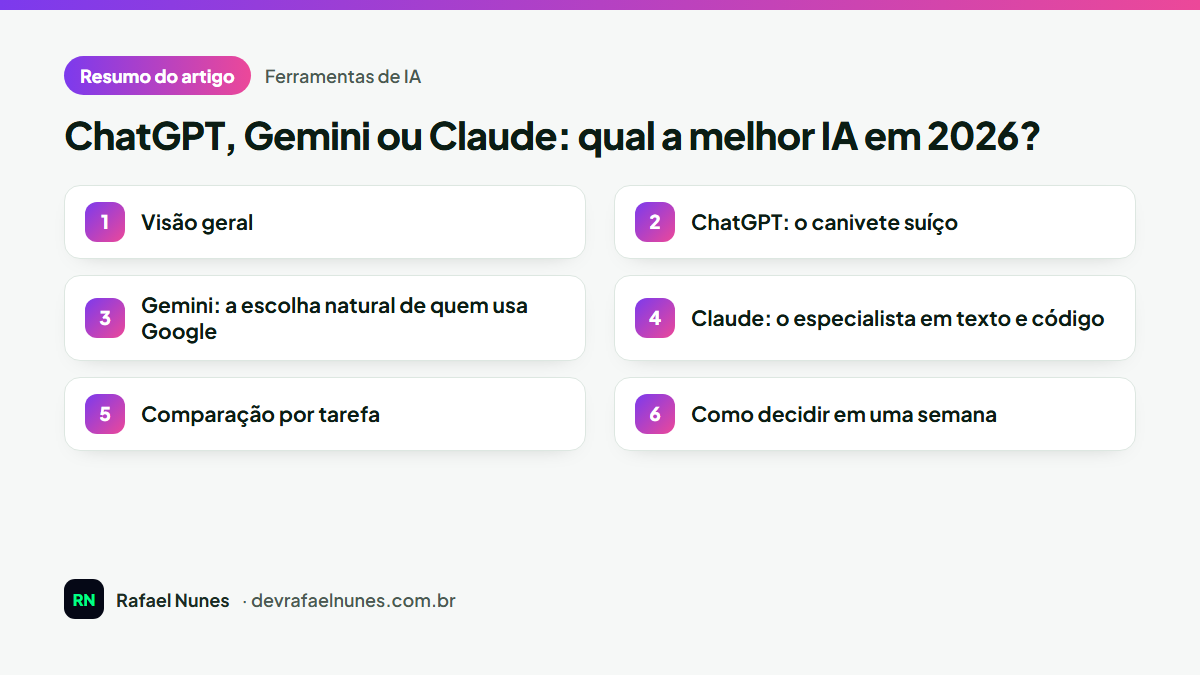 Resumo do artigo Ferramentas de IA
ChatGPT, Gemini ou Claude: qual a melhor IA em 2026?
1 Visão geral
2 ChatGPT: o canivete suíço
3 Gemini: a escolha natural de quem usa
Google
4 Claude: o especialista em texto e código
5 Comparação por tarefa
6 Como decidir em uma semana
RN Rafael Nunes · devrafaelnunes.com.br